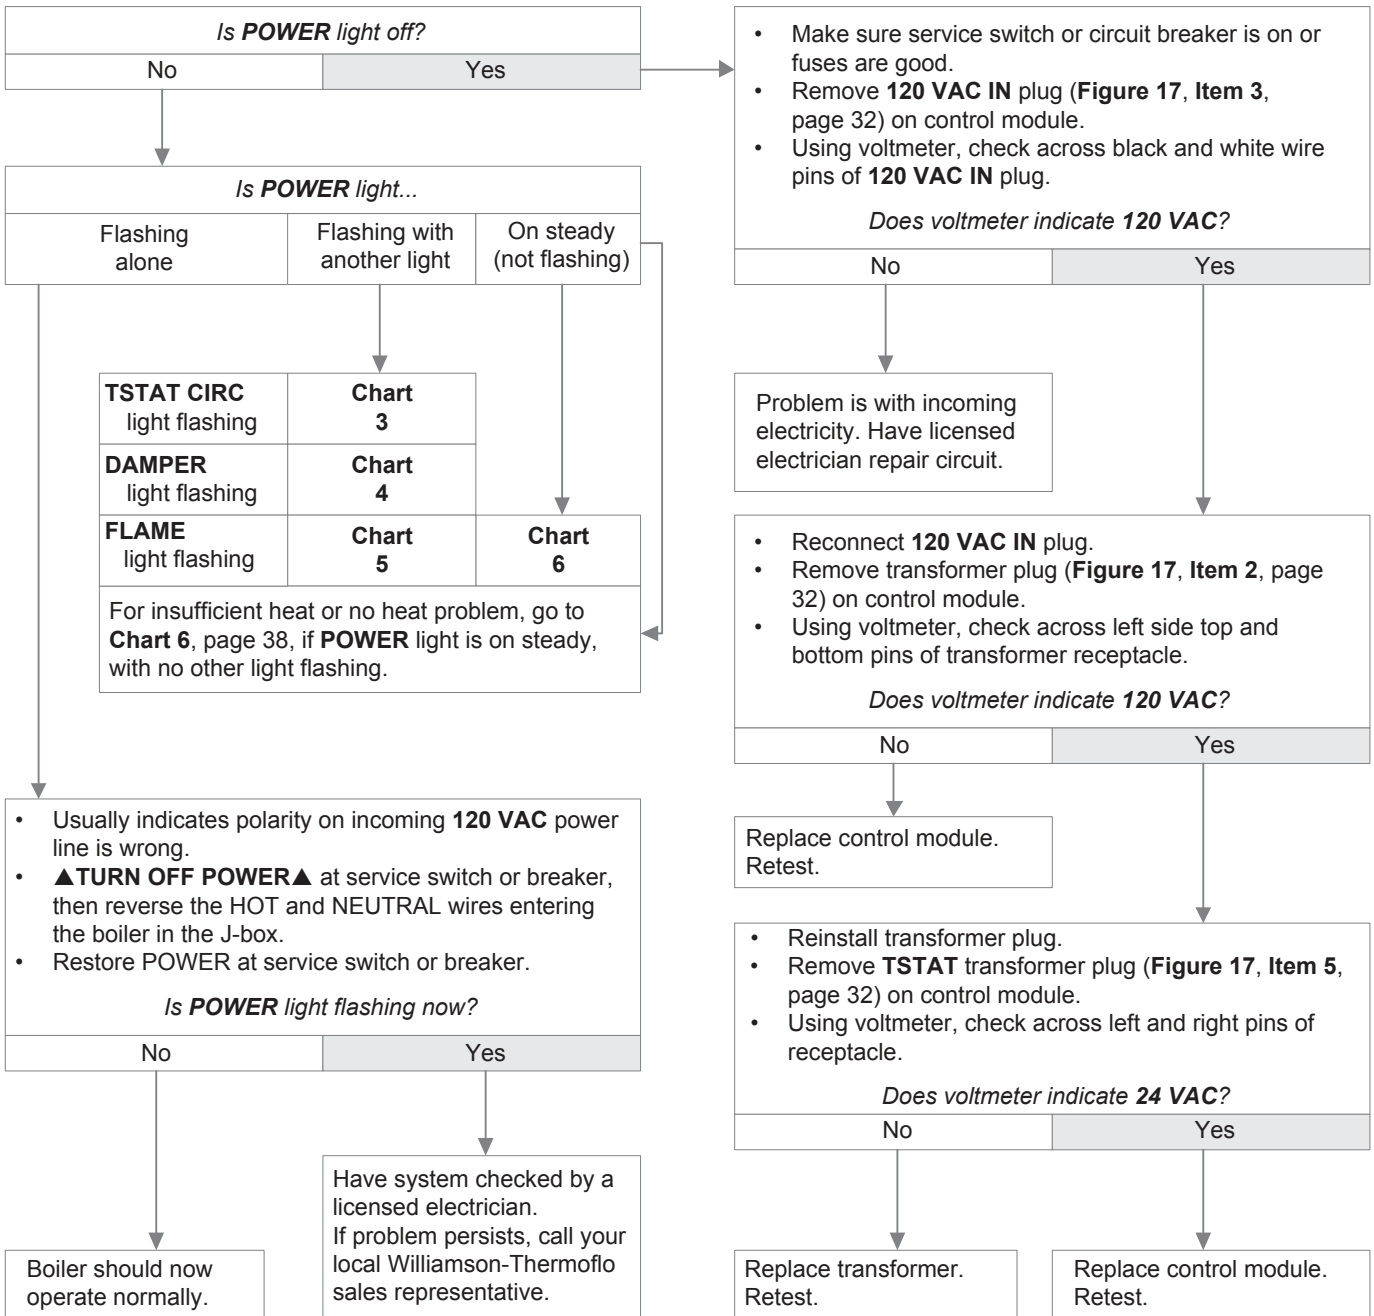 Is POWER light off?
No
Yes
Is POWER light...
Flashing
alone
Flashing with
another light
On steady
(not flashing)
TSTAT CIRC
light flashing
Chart
3
DAMPER
light flashing
Chart
4
FLAME
light flashing
Chart
5
Chart
6
For insufficient heat or no heat problem, go to
Chart 6, page 38, if POWER light is on steady,
with no other light flashing.
• Usually indicates polarity on incoming 120 VAC power
line is wrong.
• ▲TURN OFF POWER▲ at service switch or breaker,
then reverse the HOT and NEUTRAL wires entering
the boiler in the J-box.
• Restore POWER at service switch or breaker.
Is POWER light flashing now?
No
Yes
Boiler should now
operate normally.
Have system checked by a
licensed electrician.
If problem persists, call your
local Williamson-Thermoflo
sales representative.
• Make sure service switch or circuit breaker is on or
fuses are good.
• Remove 120 VAC IN plug (Figure 17, Item 3,
page 32) on control module.
• Using voltmeter, check across black and white wire
pins of 120 VAC IN plug.
Does voltmeter indicate 120 VAC?
No
Yes
Problem is with incoming
electricity. Have licensed
electrician repair circuit.
• Reconnect 120 VAC IN plug.
• Remove transformer plug (Figure 17, Item 2, page
32) on control module.
• Using voltmeter, check across left side top and
bottom pins of transformer receptacle.
Does voltmeter indicate 120 VAC?
No
Yes
Replace control module.
Retest.
• Reinstall transformer plug.
• Remove TSTAT transformer plug (Figure 17, Item 5,
page 32) on control module.
• Using voltmeter, check across left and right pins of
receptacle.
Does voltmeter indicate 24 VAC?
No
Yes
Replace transformer.
Retest.
Replace control module.
Retest.